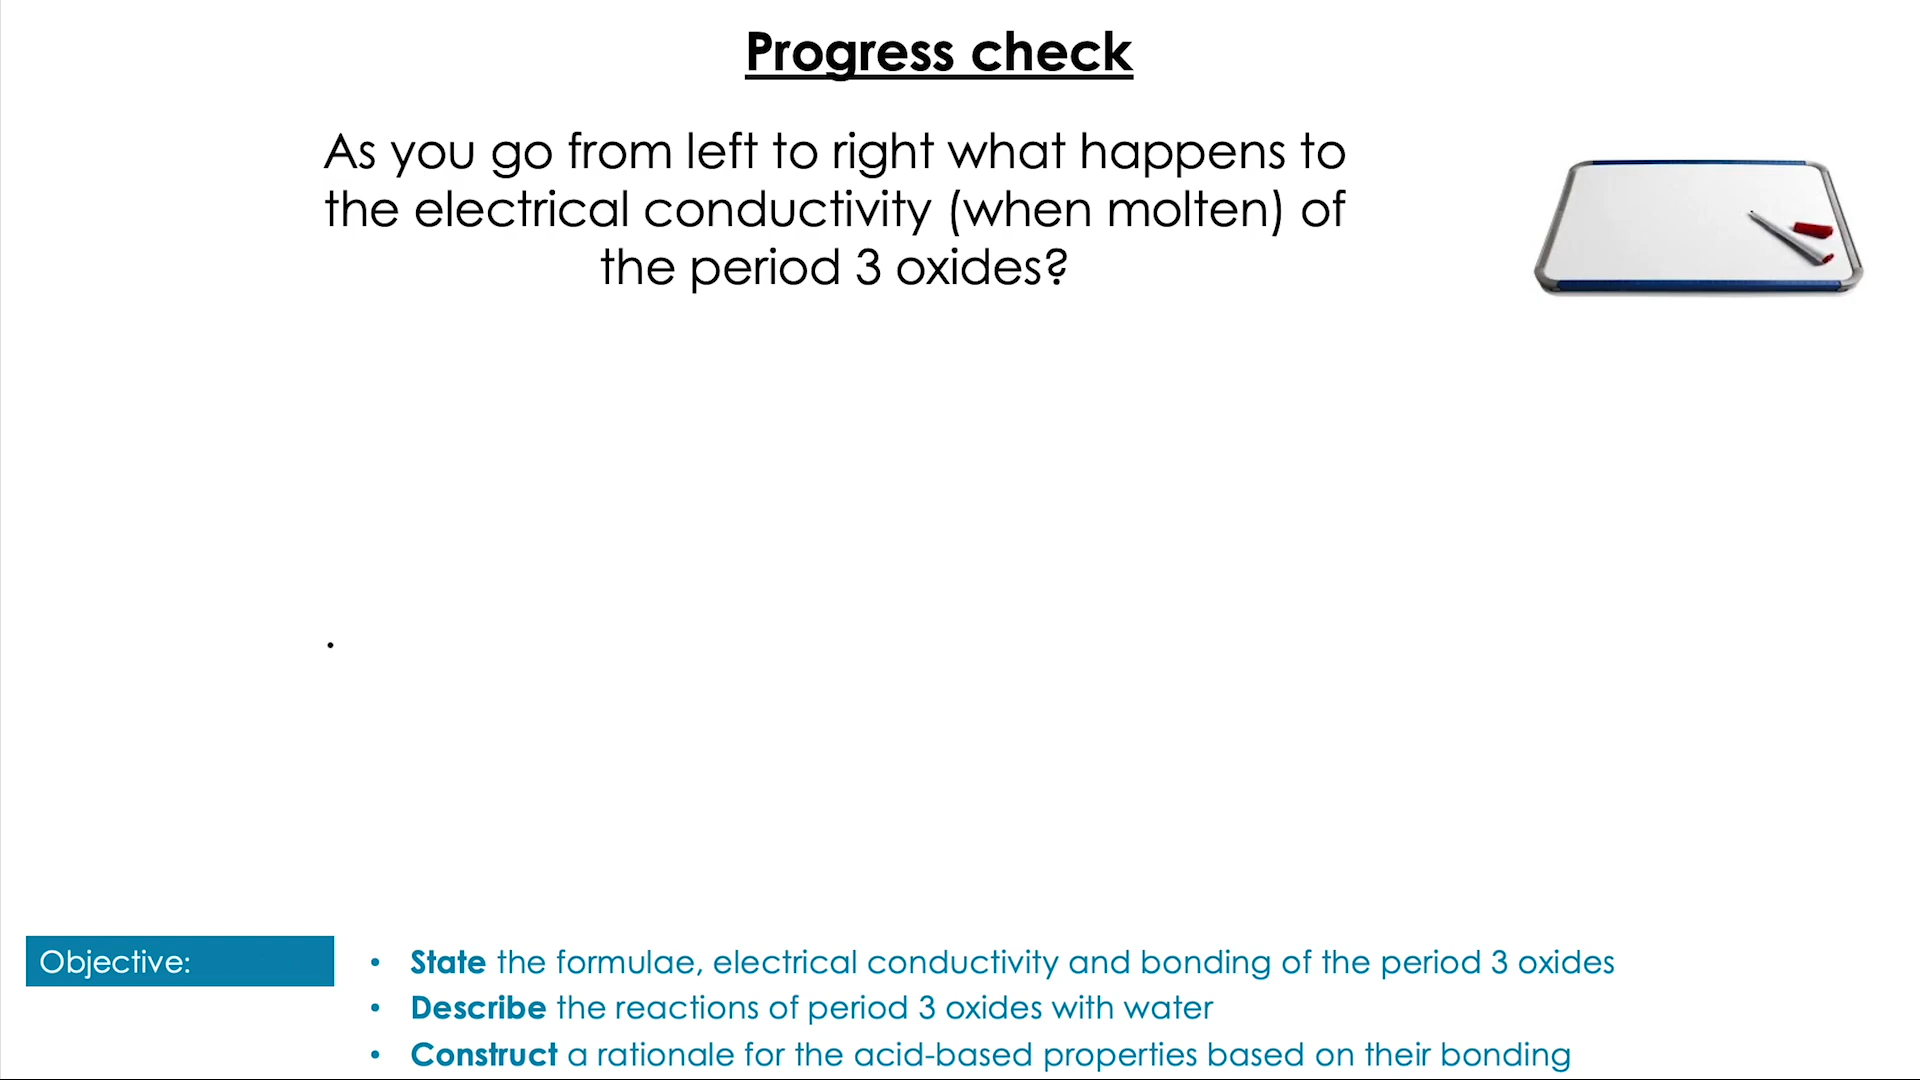 Progress check
As you go from left to right what happens to
the electrical conductivity (when molten) of
the period 3 oxides?
.
Objective:
• State the formulae, electrical conductivity and bonding of the period 3 oxides
• Describe the reactions of period 3 oxides with water
• Construct a rationale for the acid-based properties based on their bonding